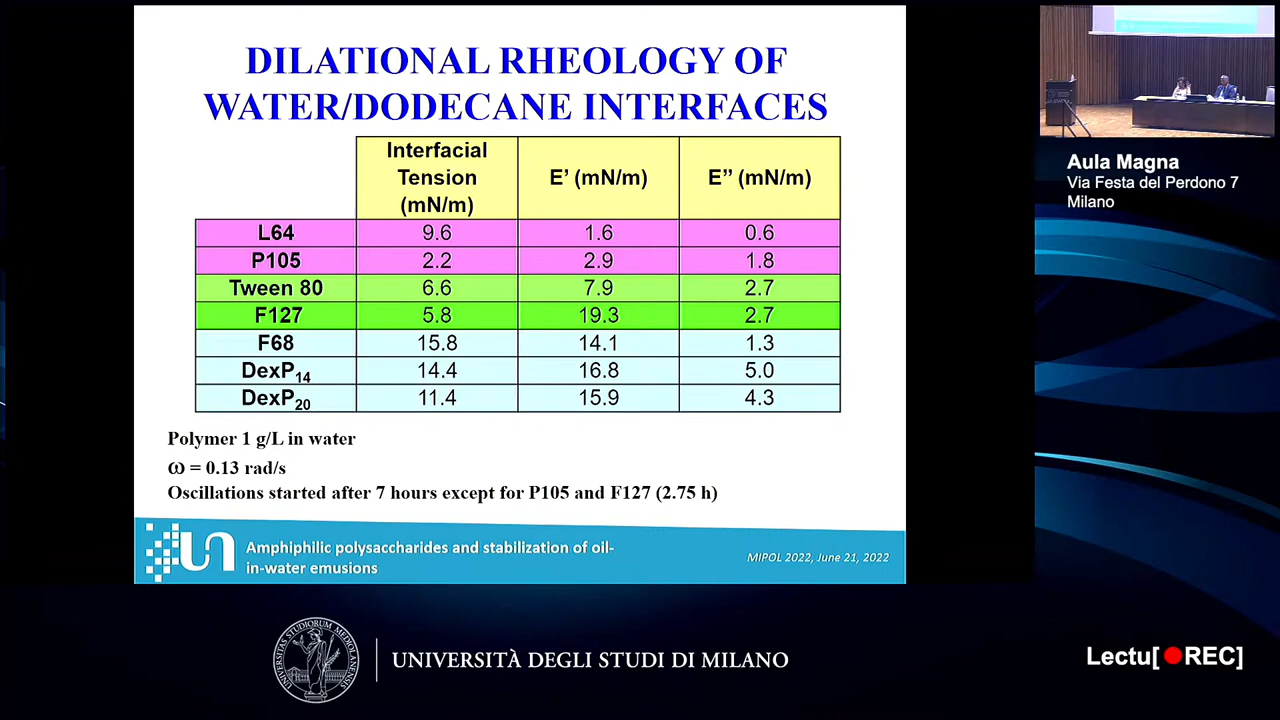 DILATIONAL RHEOLOGY OF
WATER/DODECANE INTERFACES
Interfacial
Tension
(mN/m)
E’ (mN/m)
E” (mN/m)
L64 9.6 1.6 0.6
P105 2.2 2.9 1.8
Tween 80 6.6 7.9 2.7
F127 5.8 19.3 2.7
F68 15.8 14.1 1.3
DexP14 14.4 16.8 5.0
DexP20 11.4 15.9 4.3
Polymer 1 g/L in water
ω = 0.13 rad/s
Oscillations started after 7 hours except for P105 and F127 (2.75 h)
UN
Amphiphilic polysaccharides and stabilization of oil-
in-water emusions
MIPOL 2022, June 21, 2022
Aula Magna
Via Festa del Perdono 7
Milano
UNIVERSITÀ DEGLI STUDI DI MILANO
Lectu[REC]